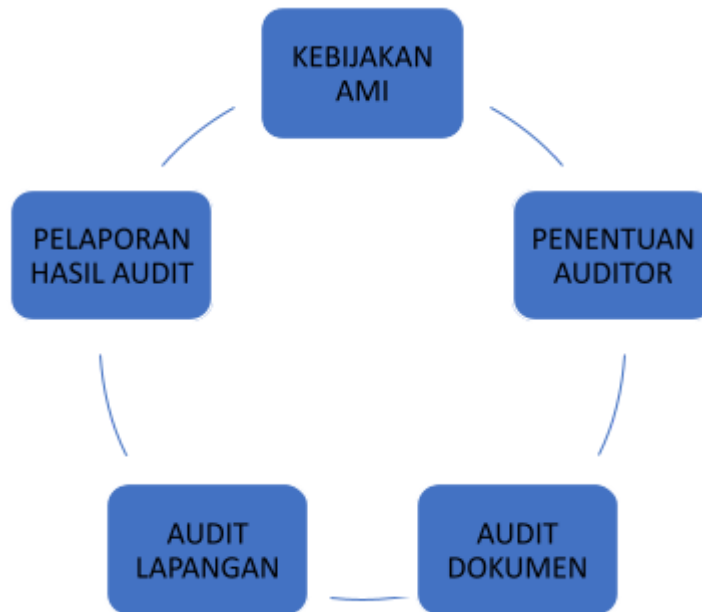 KEBIJAKAN
AMI
PENENTUAN
AUDITOR
AUDIT
DOKUMEN
AUDIT
LAPANGAN
PELAPORAN
HASIL AUDIT